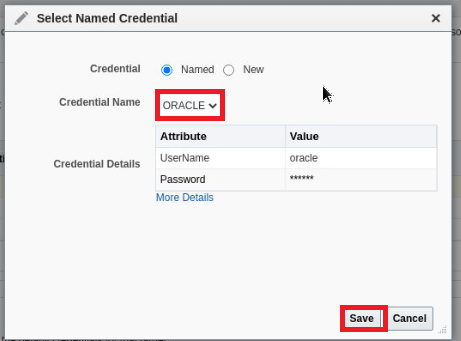 Select Named Credential
Credential Named New
Credential Name ORACLE
Attribute Value
Credential Details
UserName oracle
Password ******
More Details
Save Cancel